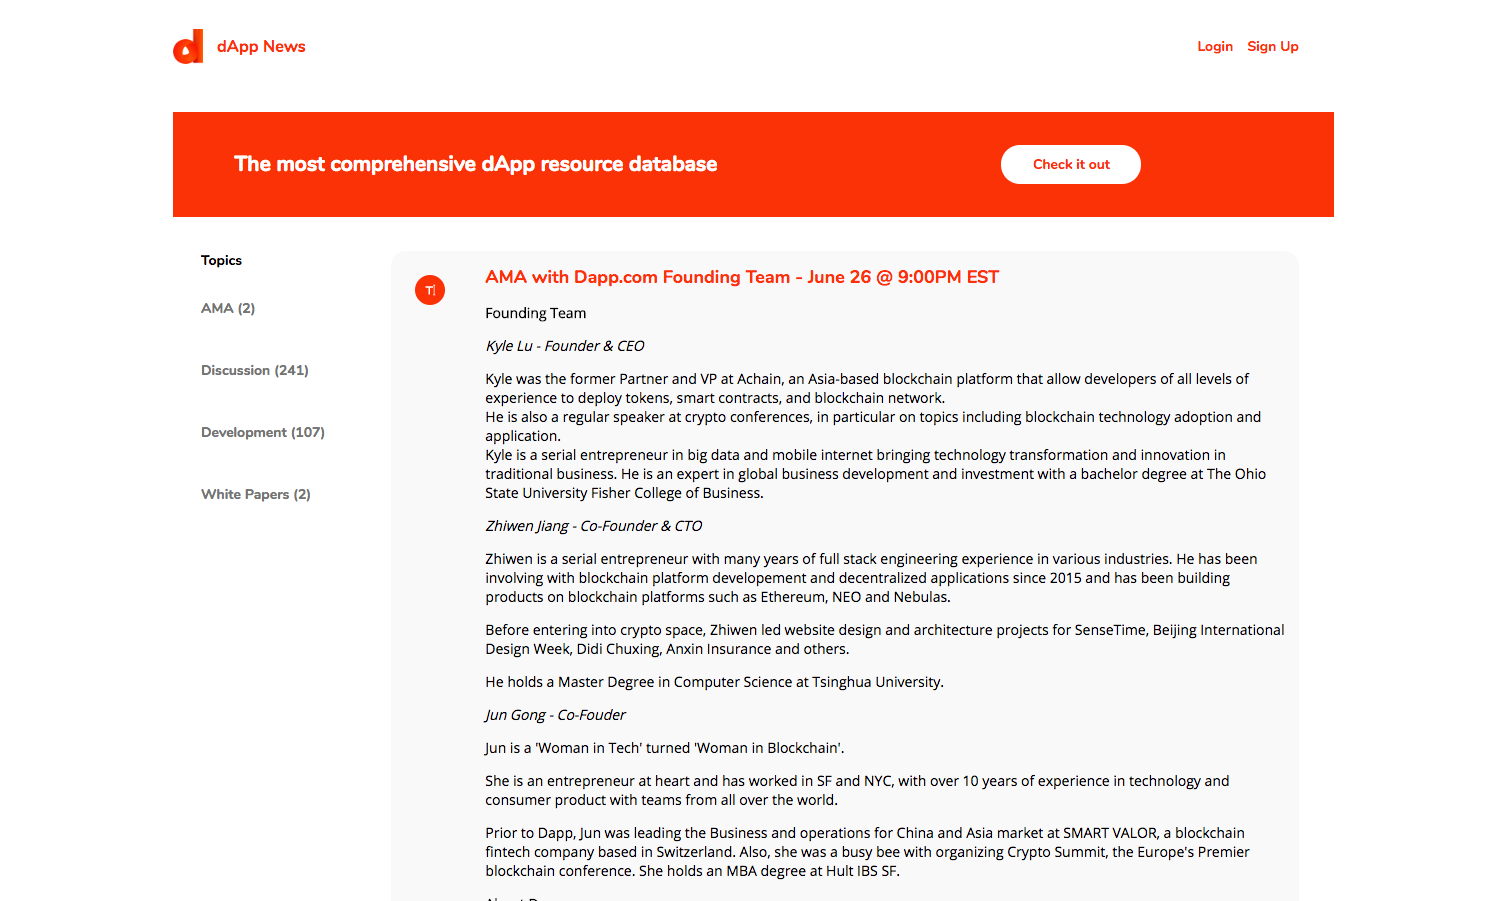 dApp News
Login Sign Up
The most comprehensive dApp resource database
Check it out
Topics
AMA (2)
Discussion (241)
Development (107)
White Papers (2)
TI
AMA with Dapp.com Founding Team - June 26 @ 9:00PM EST
Founding Team
Kyle Lu - Founder & CEO
Kyle was the former Partner and VP at Achain, an Asia-based blockchain platform that allow developers of all levels of
experience to deploy tokens, smart contracts, and blockchain network.
He is also a regular speaker at crypto conferences, in particular on topics including blockchain technology adoption and
application.
Kyle is a serial entrepreneur in big data and mobile internet bringing technology transformation and innovation in
traditional business. He is an expert in global business development and investment with a bachelor degree at The Ohio
State University Fisher College of Business.
Zhiwen Jiang - Co-Founder & CTO
Zhiwen is a serial entrepreneur with many years of full stack engineering experience in various industries. He has been
involving with blockchain platform developement and decentralized applications since 2015 and has been building
products on blockchain platforms such as Ethereum, NEO and Nebulas.
Before entering into crypto space, Zhiwen led website design and architecture projects for SenseTime, Beijing International
Design Week, Didi Chuxing, Anxin Insurance and others.
He holds a Master Degree in Computer Science at Tsinghua University.
Jun Gong - Co-Fouder
Jun is a 'Woman in Tech' turned 'Woman in Blockchain'.
She is an entrepreneur at heart and has worked in SF and NYC, with over 10 years of experience in technology and
consumer product with teams from all over the world.
Prior to Dapp, Jun was leading the Business and operations for China and Asia market at SMART VALOR, a blockchain
fintech company based in Switzerland. Also, she was a busy bee with organizing Crypto Summit, the Europe's Premier
blockchain conference. She holds an MBA degree at Hult IBS SF.